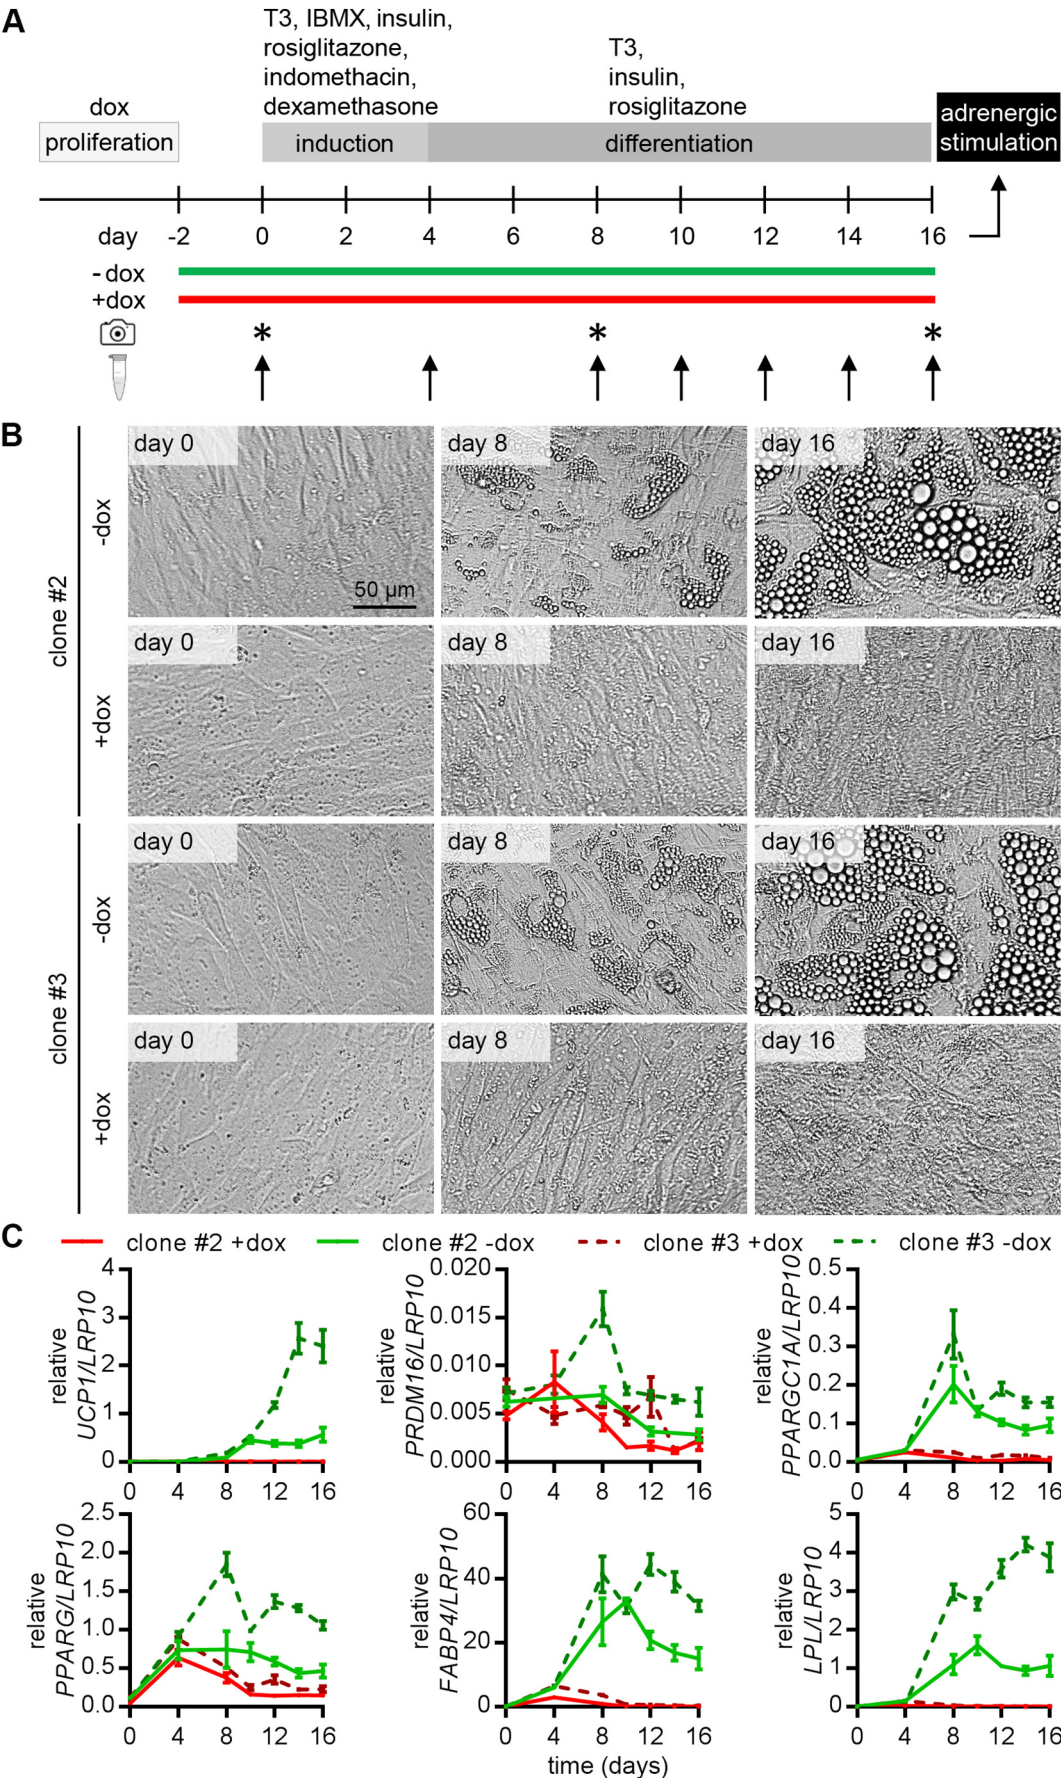 A
T3, IBMX, insulin,
rosiglitazone,
indomethacin,
dexamethasone
T3,
insulin,
rosiglitazone
dox
proliferation
induction
differentiation
adrenergic
stimulation
day -2 0 2 4 6 8 10 12 14 16
- dox
+dox
* * *
B
clone #2
-dox
day 0
50 µm
day 8
day 16
+dox
day 0
day 8
day 16
clone #3
-dox
day 0
day 8
day 16
+dox
day 0
day 8
day 16
C
clone #2 +dox
clone #2 -dox
clone #3 +dox
clone #3 -dox
relative
UCP1/LRP10
4
3
2
1
0
0 4 8 12 16
relative
PRDM16/LRP10
0.020
0.015
0.010
0.005
0.000
0 4 8 12 16
relative
PPARGC1A/LRP10
0.5
0.4
0.3
0.2
0.1
0.0
0 4 8 12 16
relative
PPARG/LRP10
2.5
2.0
1.5
1.0
0.5
0.0
0 4 8 12 16
relative
FABP4/LRP10
60
40
20
0
0 4 8 12 16
time (days)
relative
LPL/LRP10
5
4
3
2
1
0
0 4 8 12 16